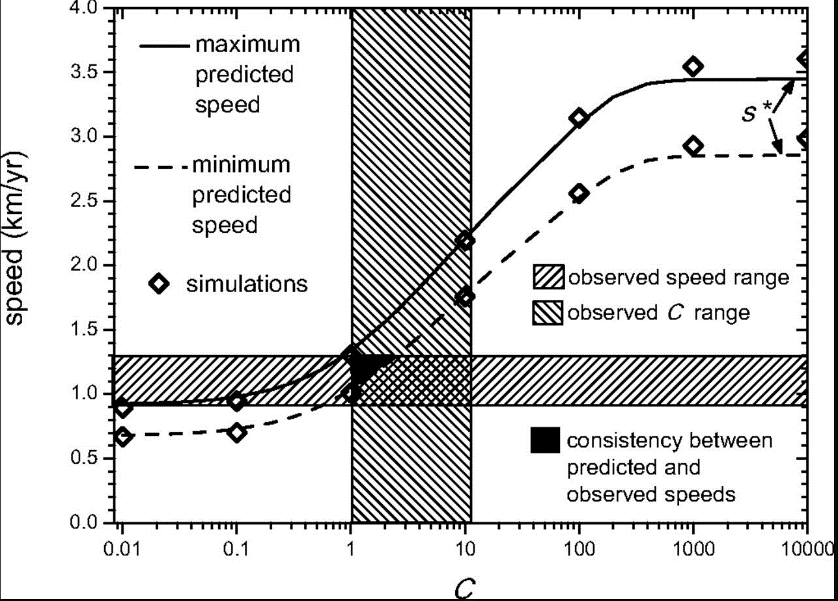 4.0
3.5
3.0
2.5
2.0
1.5
1.0
0.5
0.0
speed (km/yr)
maximum
predicted
speed
minimum
predicted
speed
simulations
s*
observed speed range
observed C range
consistency between
predicted and
observed speeds
0.01 0.1 1 10 100 1000 10000
C